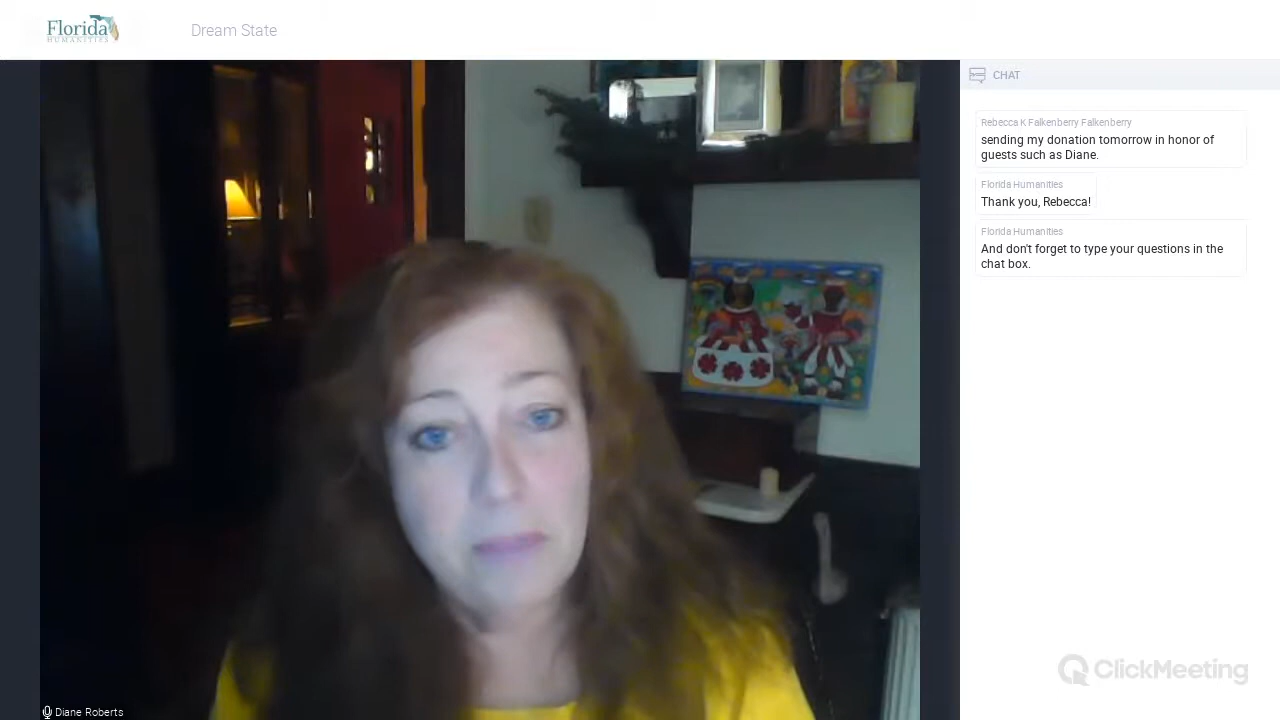 Florida
HUMANITIES
Dream State
CHAT
Rebecca K Falkenberry Falkenberry
sending my donation tomorrow in honor of
guests such as Diane.
Florida Humanities
Thank you, Rebecca!
Florida Humanities
And don't forget to type your questions in the
chat box.
ClickMeeting
Diane Roberts